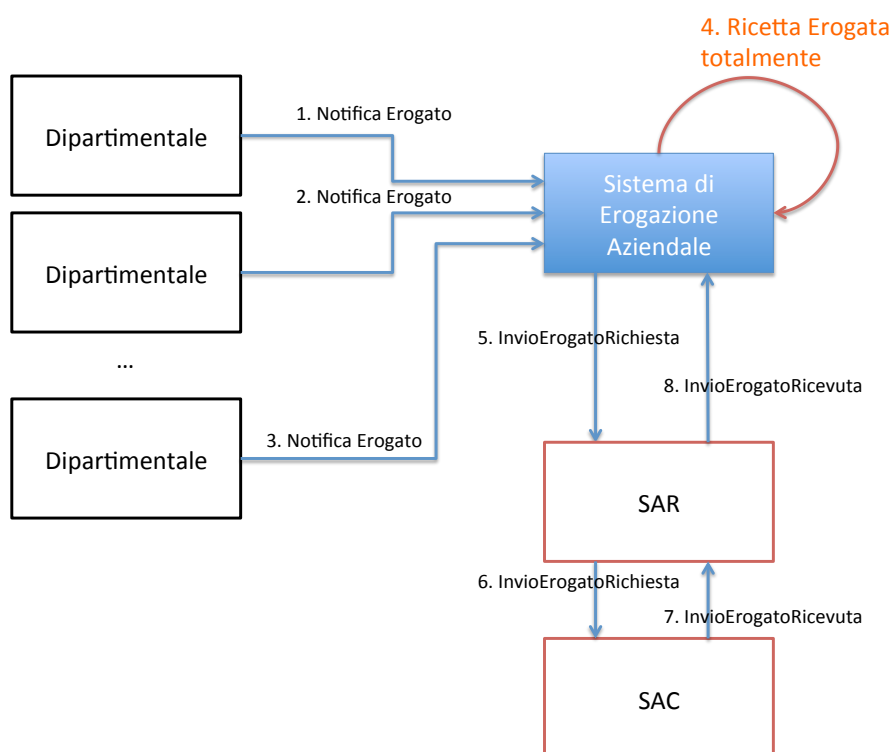 4. Ricetta Erogata
totalmente
Dipartimentale
1. Notifica Erogato
Sistema di
Erogazione
Aziendale
2. Notifica Erogato
Dipartimentale
...
5. InvioErogatoRichiesta
8. InvioErogatoRicevuta
3. Notifica Erogato
Dipartimentale
SAR
6. InvioErogatoRichiesta
7. InvioErogatoRicevuta
SAC